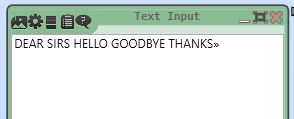 Text Input
DEAR SIRS HELLO GOODBYE THANKS»